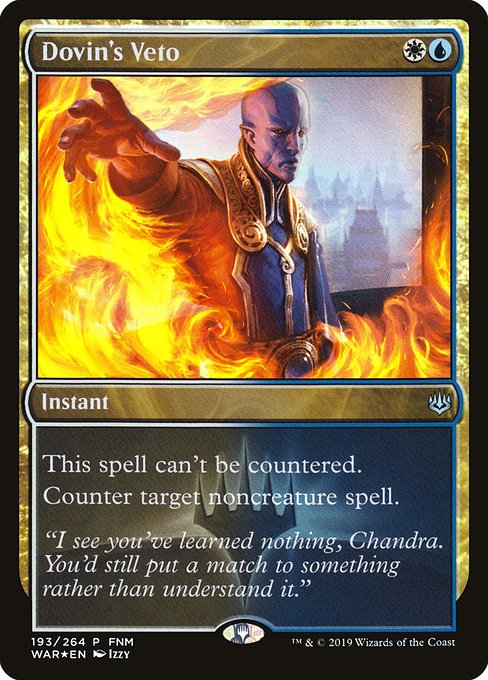 Dovin's Veto
Instant
This spell can't be countered.
Counter target noncreature spell.
"I see you've learned nothing, Chandra.
You'd still put a match to something
rather than understand it."
193/264 P FNM
WAR★EN Izzy
™ & © 2019 Wizards of the Coast